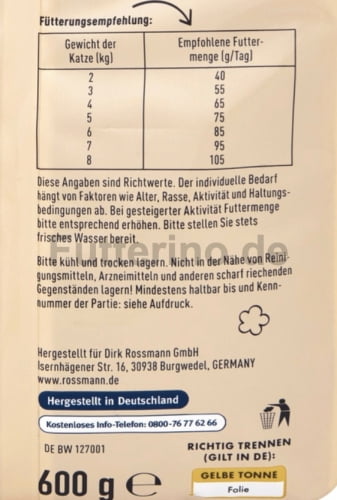 Fütterungsempfehlung:
Gewicht der Katze (kg) Empfohlene Futter-menge (g/Tag)
2 40
3 55
4 65
5 75
6 85
7 95
8 105
Diese Angaben sind Richtwerte. Der individuelle Bedarf
hängt von Faktoren wie Alter, Rasse, Aktivität und Haltungs-
bedingungen ab. Bei gesteigerter Aktivität Futtermenge
bitte entsprechend erhöhen. Bitte stellen Sie stets
frisches Wasser bereit.
Futterino.de
Bitte kühl und trocken lagern. Nicht in der Nähe von Reini-
gungsmitteln, Arzneimitteln und anderen scharf riechenden
Gegenständen lagern! Mindestens haltbar bis und Kenn-
nummer der Partie: siehe Aufdruck.
Hergestellt für Dirk Rossmann GmbH
Isernhägener Str. 16, 30938 Burgwedel, GERMANY
www.rossmann.de
Hergestellt in Deutschland
Kostenloses Info-Telefon: 0800-76 77 62 66
DE BW 127001
RICHTIG TRENNEN
(GILT IN DE):
600 g e
GELBE TONNE
Folie